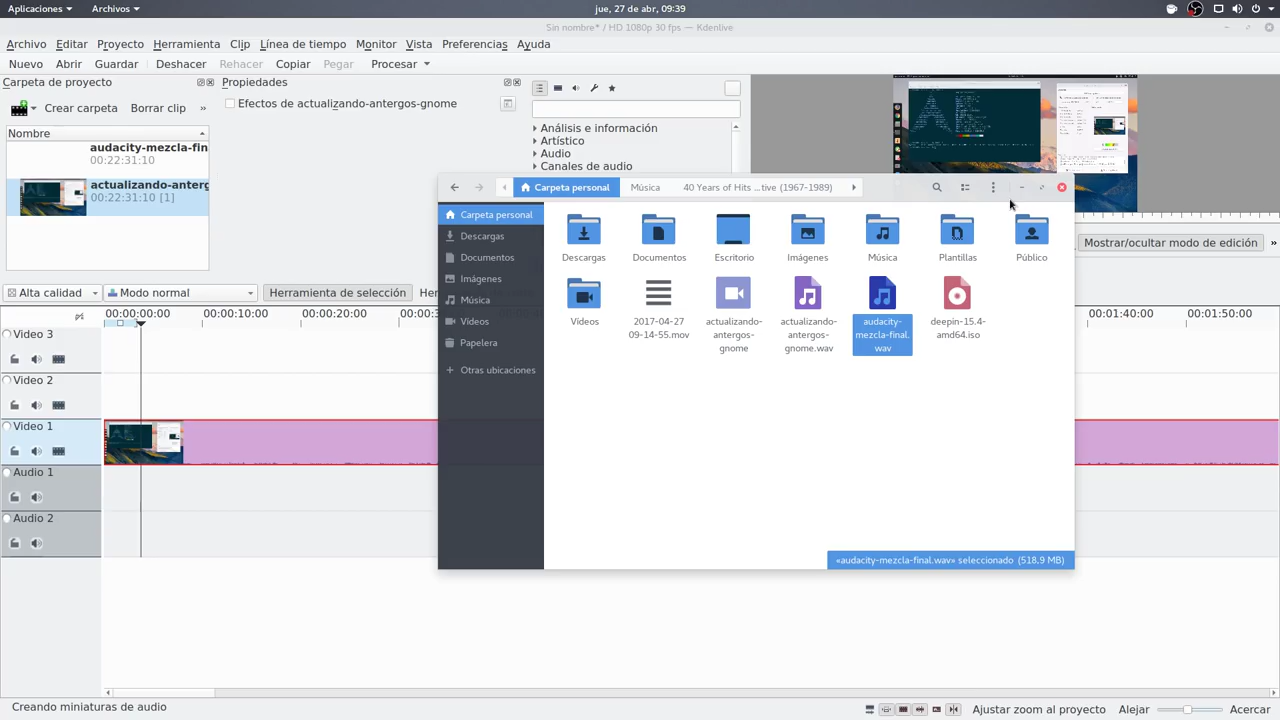 Aplicaciones Archivos jue, 27 de abr, 09:39
Sin nombre* / HD 1080p 30 fps — Kdenlive
Archivo Editar Proyecto Herramienta Clip Línea de tiempo Monitor Vista Preferencias Ayuda
Nuevo Abrir Guardar Deshacer Rehacer Copiar Pegar Procesar
Carpeta de proyecto
Crear carpeta Borrar clip »
Nombre
audacity-mezcla-fin
00:22:31:10
actualizando-anterg
00:22:31:10 [1]
Propiedades
Efectos de actualizando-antergos-gnome
Análisis e información
Artístico
Audio
Canales de audio
Mostrar/ocultar modo de edición »
Carpeta personal Música 40 Years of Hits ...tive (1967-1989)
Carpeta personal
Descargas
Documentos
Imágenes
Música
Vídeos
Papelera
+ Otras ubicaciones
Descargas Documentos Escritorio Imágenes Música Plantillas Público
Vídeos
2017-04-27
09-14-55.mov
actualizando-
antergos-
gnome
actualizando-
antergos-
gnome.wav
audacity-
mezcla-final.
wav
deepin-15.4-
amd64.iso
«audacity-mezcla-final.wav» seleccionado (518,9 MB)
Alta calidad Modo normal Herramienta de selección
00:00:00:00 00:00:10:00 00:00:20:00 00:01:40:00 00:01:50:00
Video 3
Video 2
Video 1
Audio 1
Audio 2
Creando miniaturas de audio Ajustar zoom al proyecto Alejar Acercar